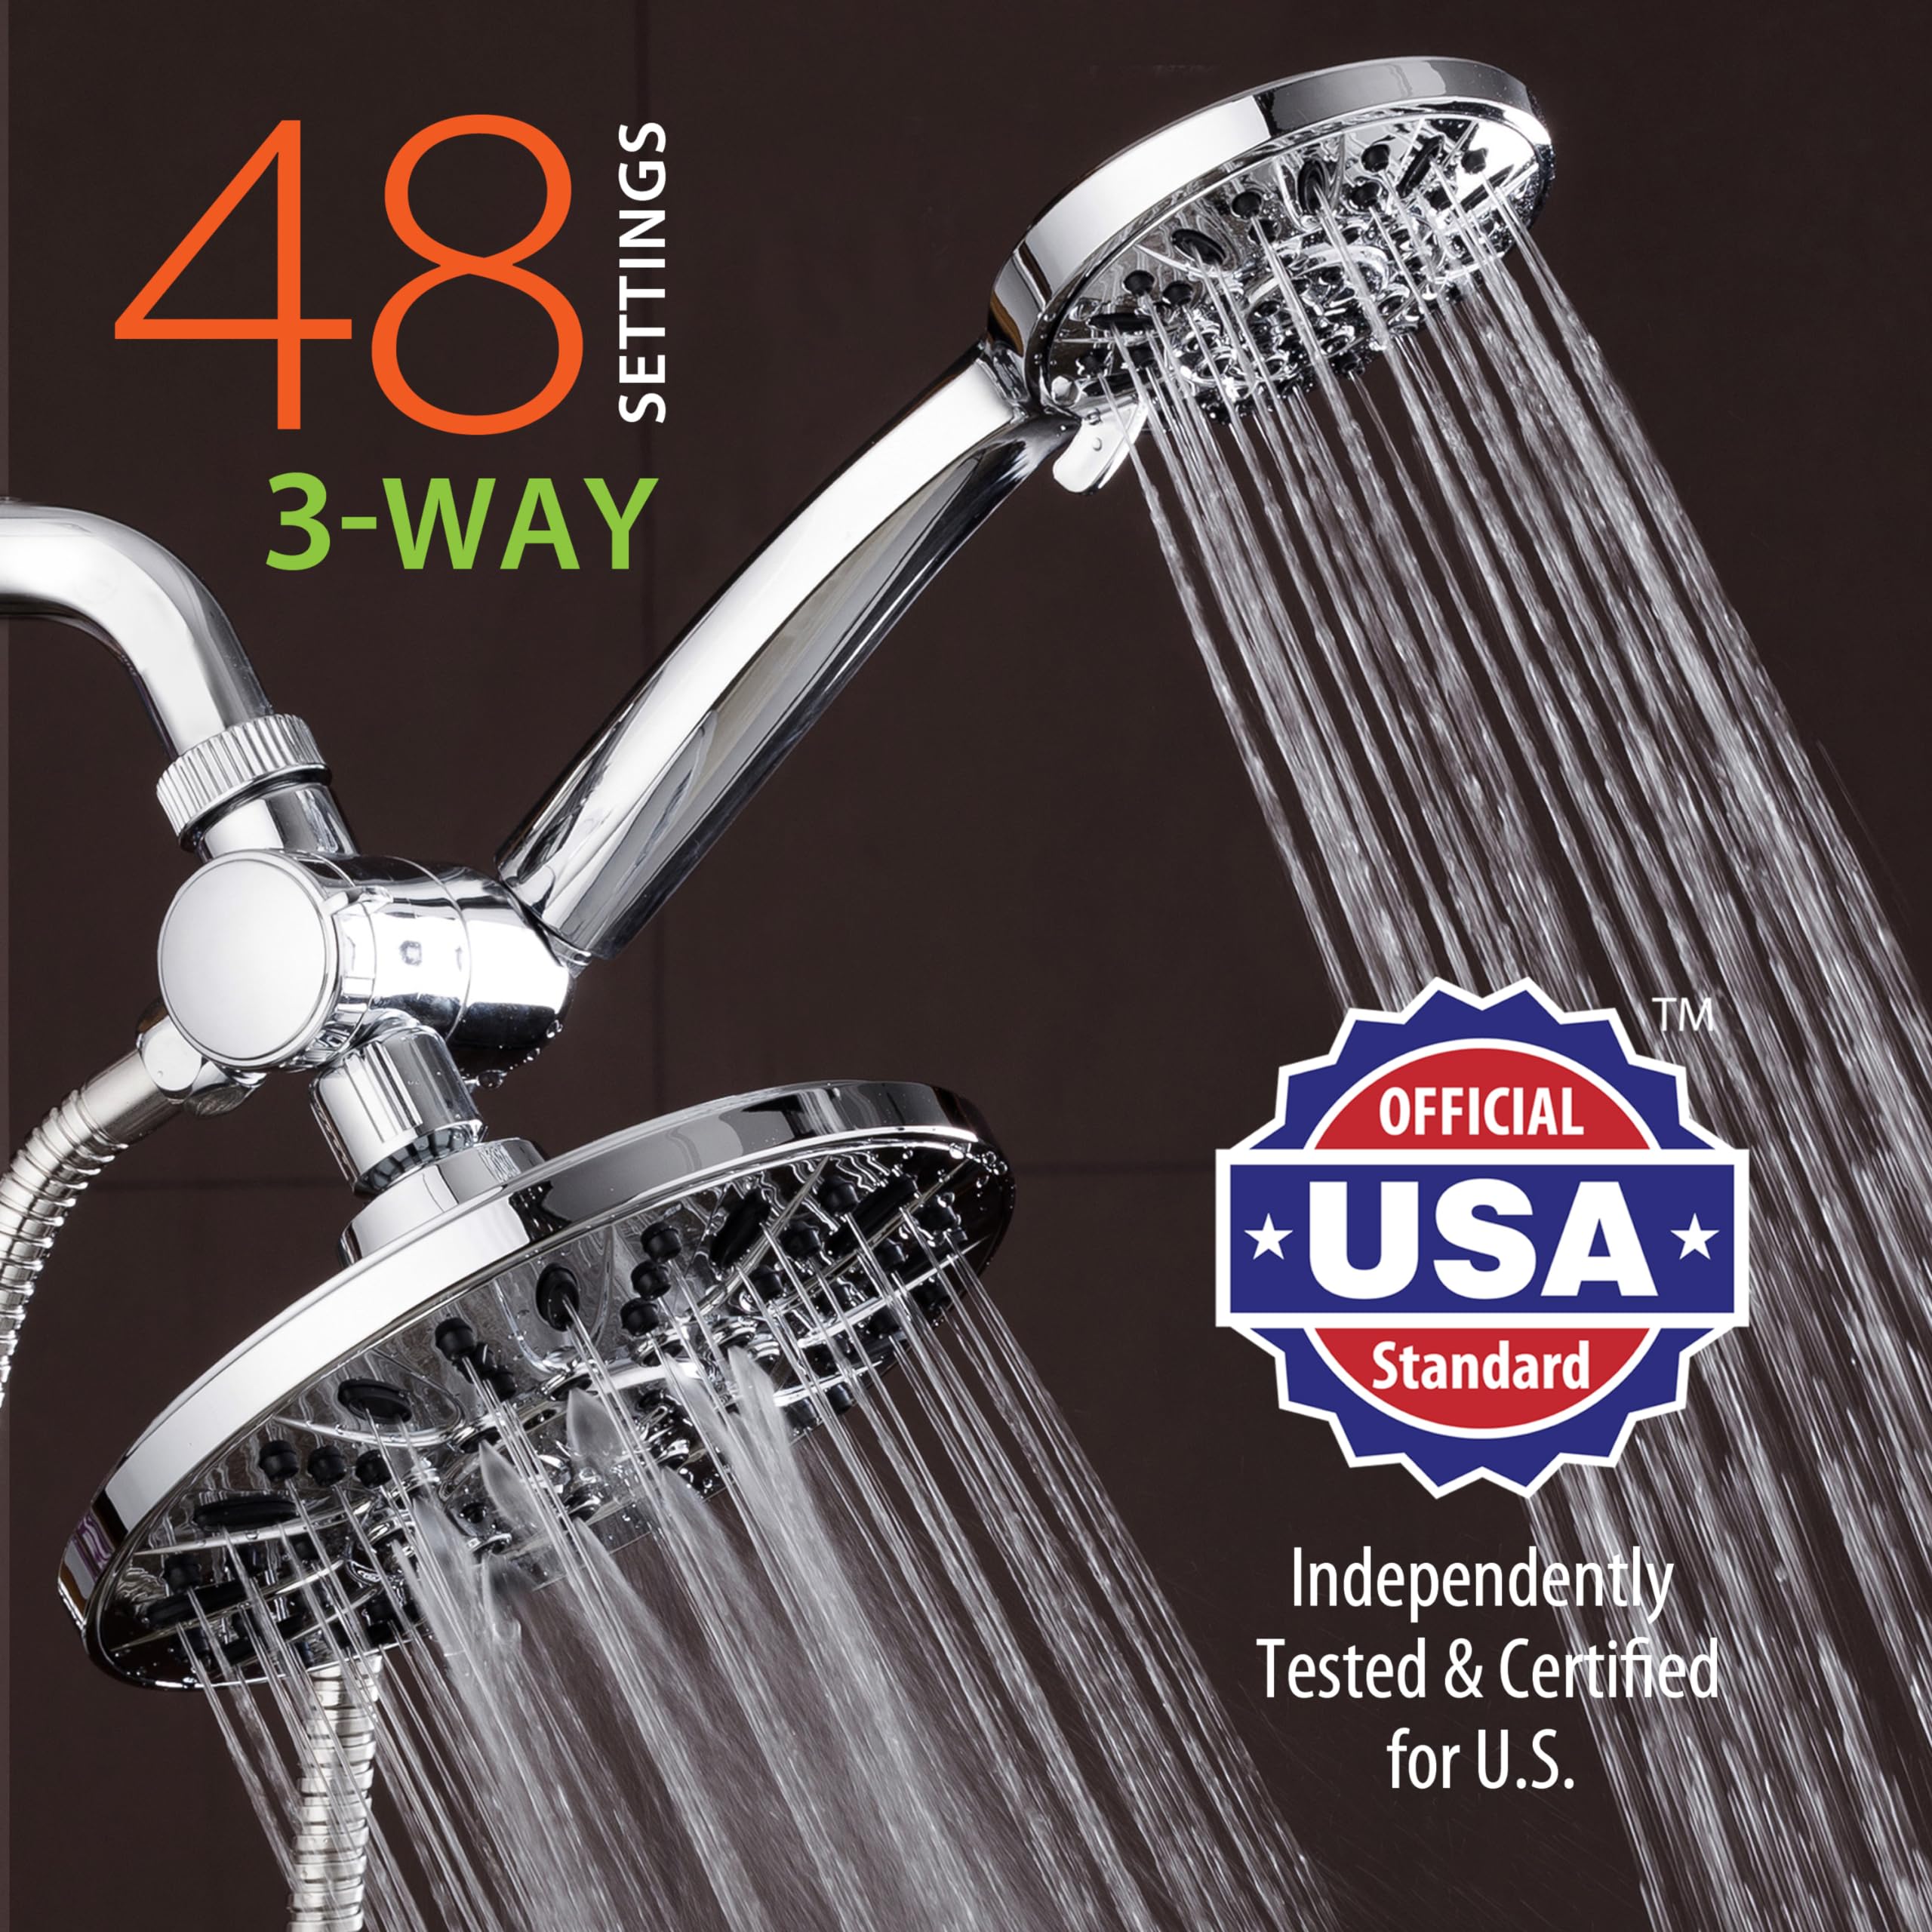 48
SETTINGS
3-WAY
TM
OFFICIAL
USA
Standard
Independently
Tested & Certified
for U.S.